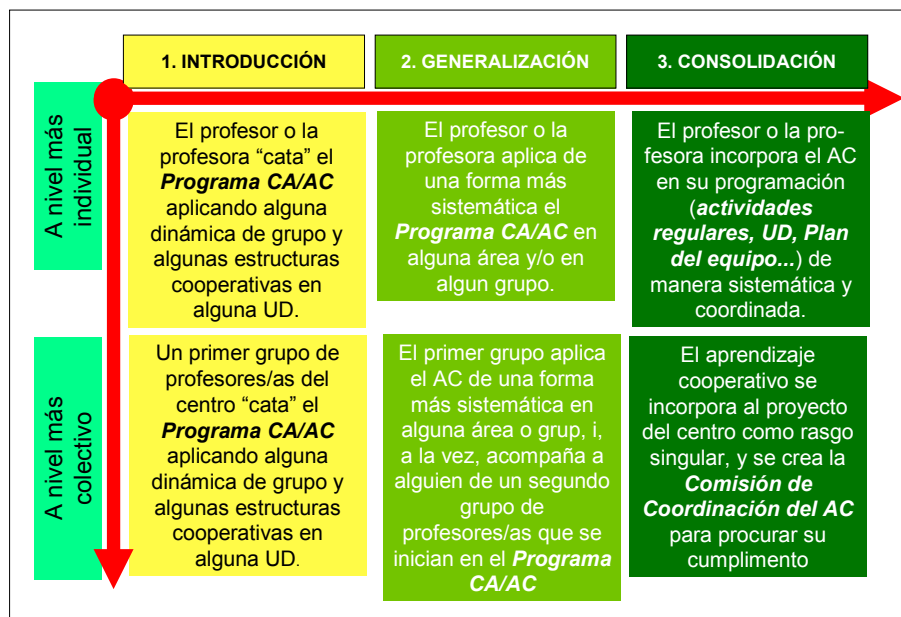 1. INTRODUCCIÓN
2. GENERALIZACIÓN
3. CONSOLIDACIÓN
A nivel más
individual
El profesor o la
profesora “cata” el
Programa CA/AC
aplicando alguna
dinámica de grupo y
algunas estructuras
cooperativas en
alguna UD.
El profesor o la
profesora aplica de
una forma más
sistemática el
Programa CA/AC en
alguna área y/o en
algun grupo.
El profesor o la pro-
fesora incorpora el AC
en su programación
(actividades
regulares, UD, Plan
del equipo...) de
manera sistemática y
coordinada.
A nivel más
colectivo
Un primer grupo de
profesores/as del
centro “cata” el
Programa CA/AC
aplicando alguna
dinámica de grupo y
algunas estructuras
cooperativas en
alguna UD.
El primer grupo aplica
el AC de una forma
más sistemática en
alguna área o grup, i,
a la vez, acompaña a
alguien de un segundo
grupo de
profesores/as que se
inician en el Programa
CA/AC
El aprendizaje
cooperativo se
incorpora al proyecto
del centro como rasgo
singular, y se crea la
Comisión de
Coordinación del AC
para procurar su
cumplimento